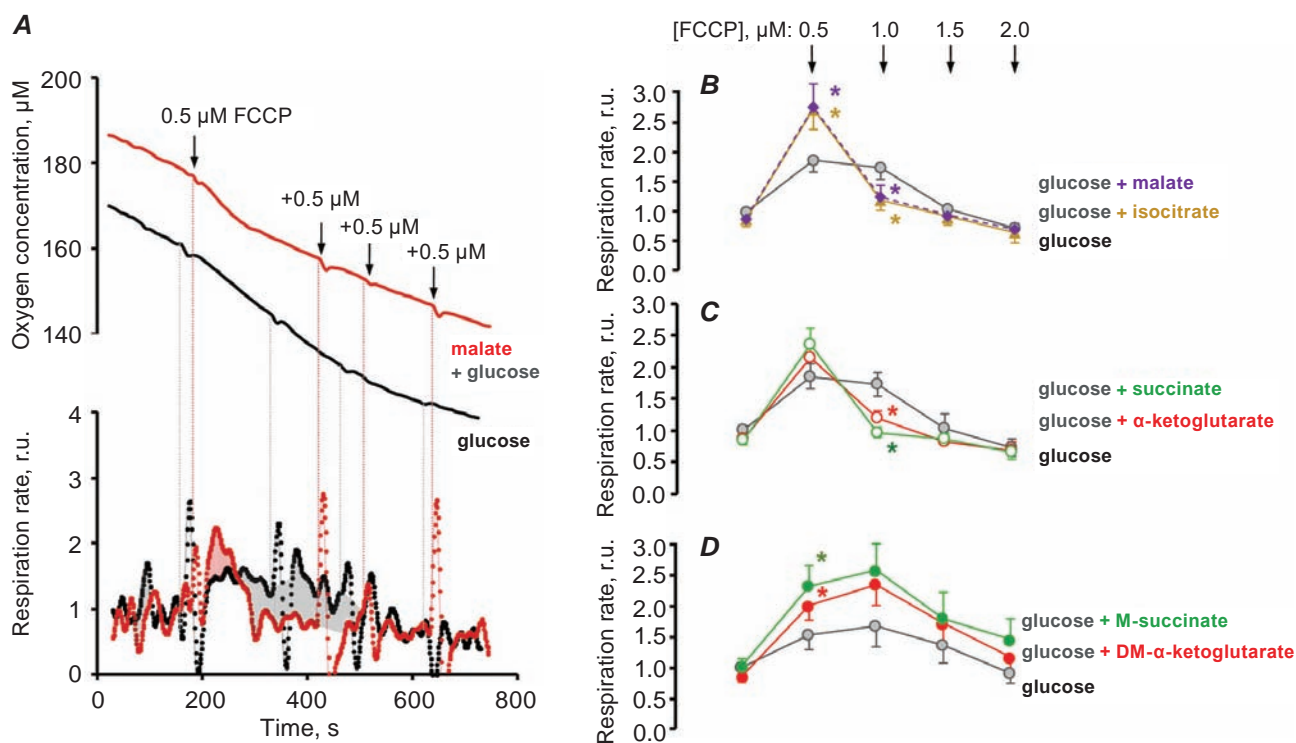 A
Oxygen concentration, µM
200
180
160
140
0.5 µM FCCP
+0.5 µM
+0.5 µM
+0.5 µM
malate
+ glucose
glucose
Respiration rate, r.u.
4
3
2
1
0
0 200 400 600 800
Time, s
[FCCP], µM: 0.5 1.0 1.5 2.0
B
Respiration rate, r.u.
3.0
2.5
2.0
1.5
1.0
0.5
0.0
*
*
*
*
glucose + malate
glucose + isocitrate
glucose
C
Respiration rate, r.u.
3.0
2.5
2.0
1.5
1.0
0.5
0.0
*
*
glucose + succinate
glucose + α-ketoglutarate
glucose
D
Respiration rate, r.u.
3.0
2.5
2.0
1.5
1.0
0.5
0.0
*
*
glucose + M-succinate
glucose + DM-α-ketoglutarate
glucose